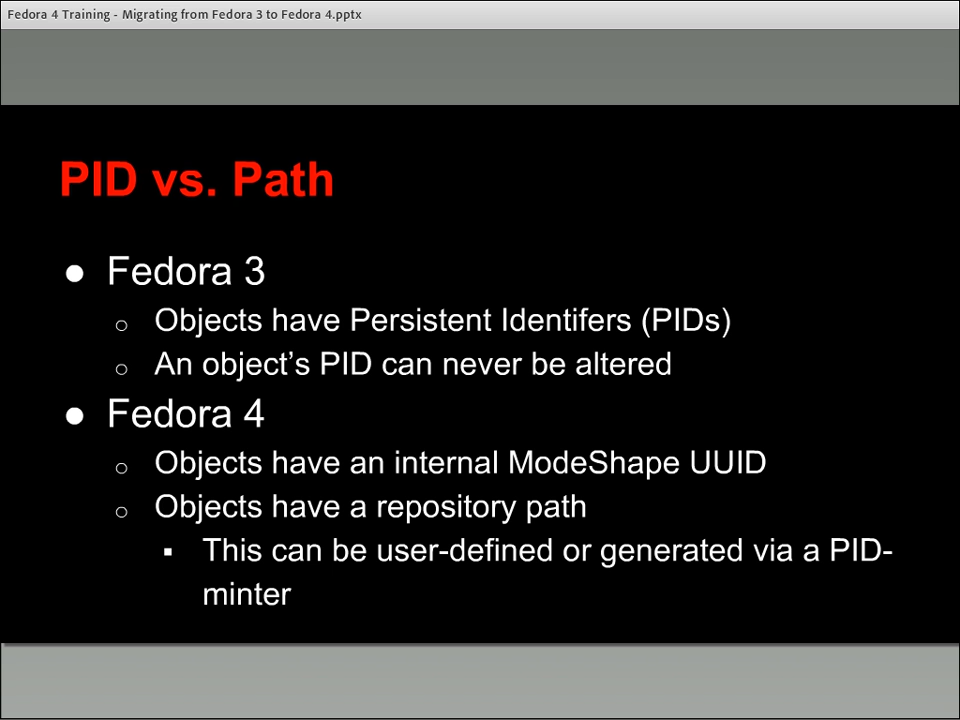 Fedora 4 Training - Migrating from Fedora 3 to Fedora 4.pptx
PID vs. Path
● Fedora 3
o Objects have Persistent Identifers (PIDs)
o An object’s PID can never be altered
● Fedora 4
o Objects have an internal ModeShape UUID
o Objects have a repository path
▪ This can be user-defined or generated via a PID-
minter